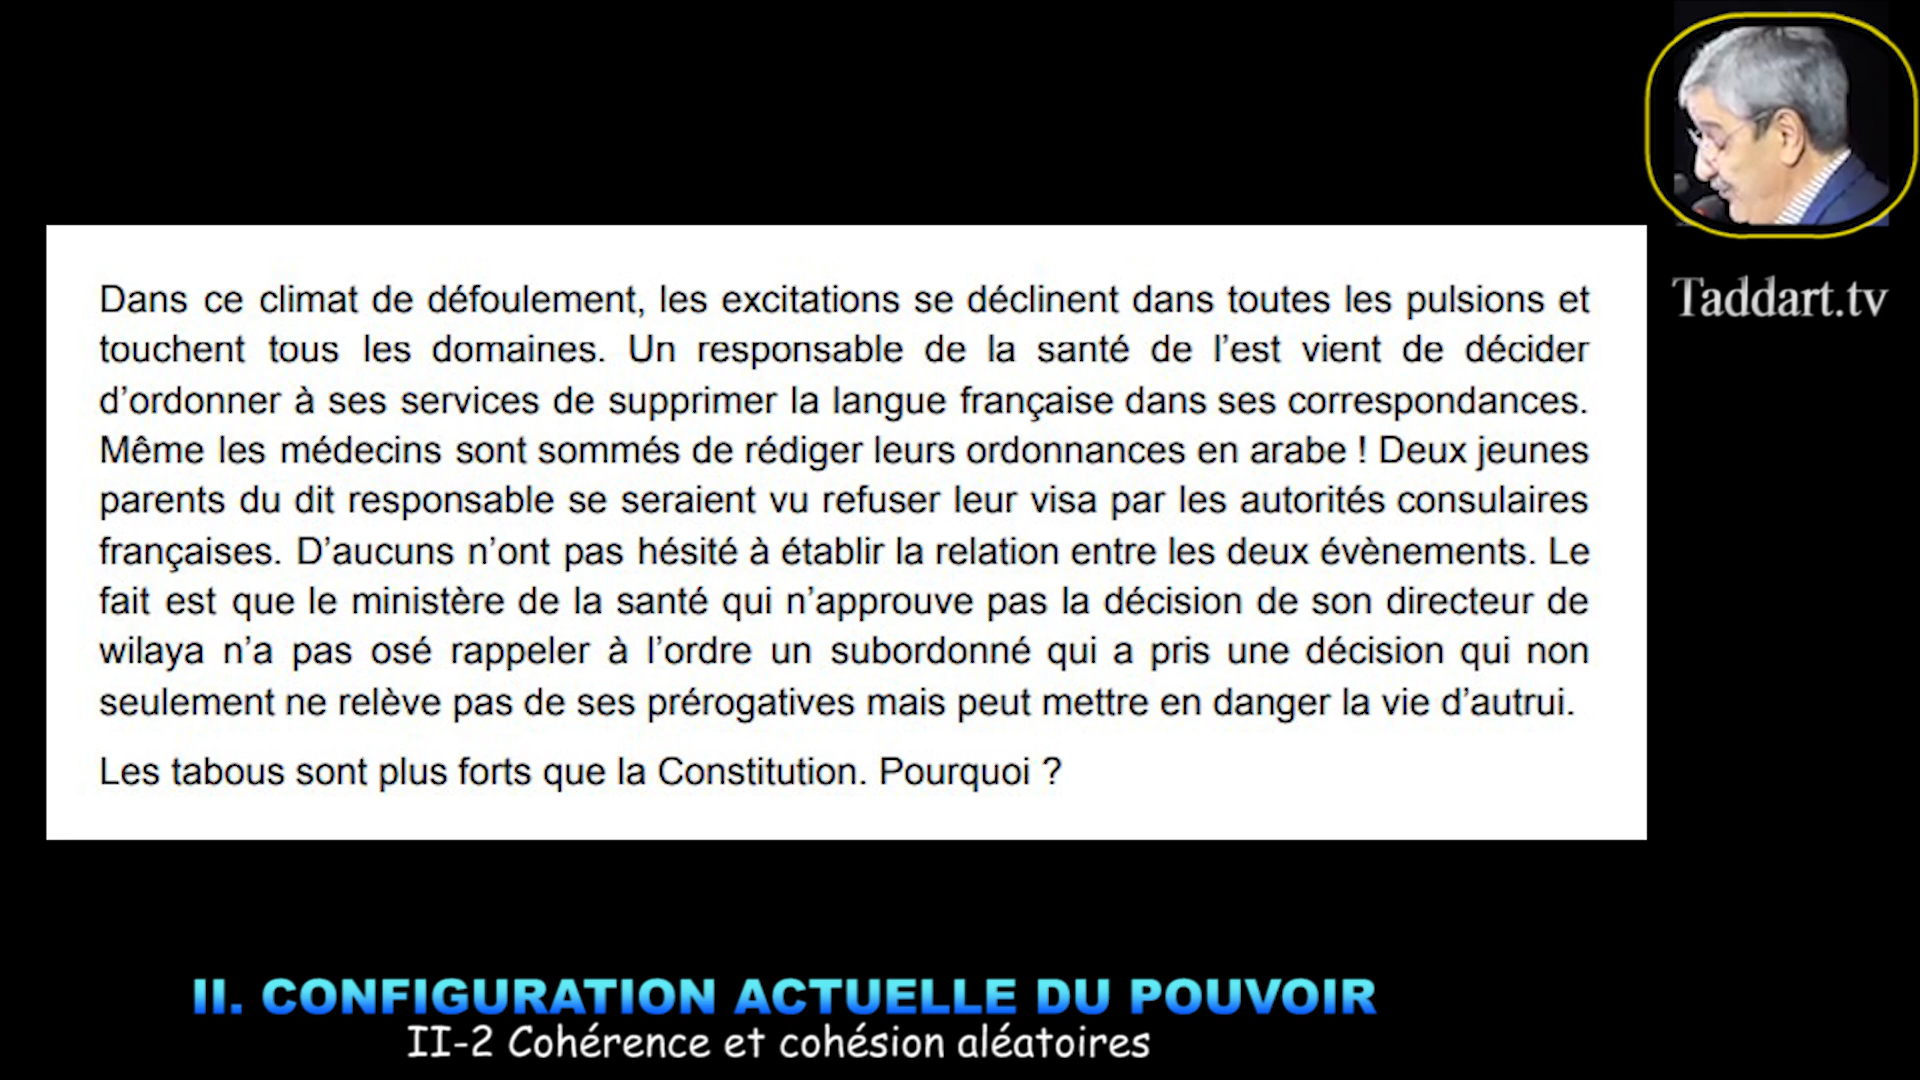 Dans ce climat de défoulement, les excitations se déclinent dans toutes les pulsions et
touchent tous les domaines. Un responsable de la santé de l’est vient de décider
d’ordonner à ses services de supprimer la langue française dans ses correspondances.
Même les médecins sont sommés de rédiger leurs ordonnances en arabe ! Deux jeunes
parents du dit responsable se seraient vu refuser leur visa par les autorités consulaires
françaises. D’aucuns n’ont pas hésité à établir la relation entre les deux évènements. Le
fait est que le ministère de la santé qui n’approuve pas la décision de son directeur de
wilaya n’a pas osé rappeler à l’ordre un subordonné qui a pris une décision qui non
seulement ne relève pas de ses prérogatives mais peut mettre en danger la vie d’autrui.
Les tabous sont plus forts que la Constitution. Pourquoi ?
Taddart.tv
II. CONFIGURATION ACTUELLE DU POUVOIR
II-2 Cohérence et cohésion aléatoires